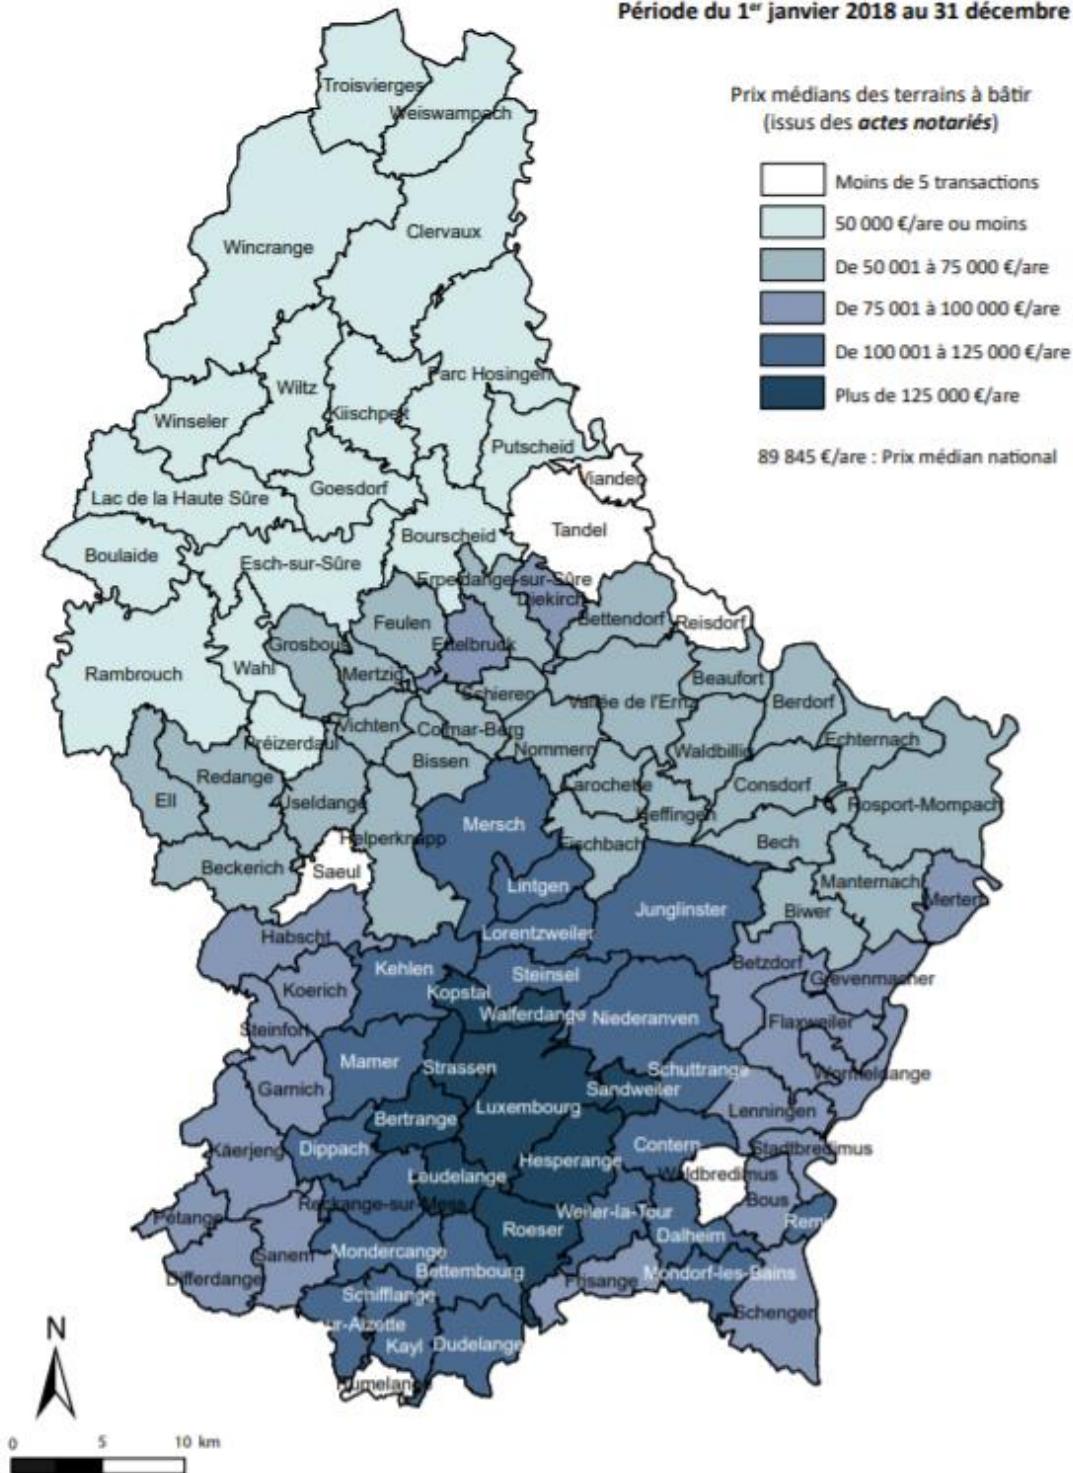 Période du 1er janvier 2018 au 31 décembre
Prix médians des terrains à bâtir
(issus des actes notariés)
Moins de 5 transactions
50 000 €/are ou moins
De 50 001 à 75 000 €/are
De 75 001 à 100 000 €/are
De 100 001 à 125 000 €/are
Plus de 125 000 €/are
89 845 €/are : Prix médian national
Troisvierges
Weiswampach
Clervaux
Wincrange
Parc Hosingen
Wiltz
Kiischpelt
Winseler
Putscheid
Vianden
Goesdorf
Lac de la Haute Sûre
Tandel
Bourscheid
Boulaide
Esch-sur-Sûre
Erpeldange-sur-Sûre
Diekirch
Feulen
Bettendorf
Reisdorf
Grosbous
Ettelbruck
Wahl
Rambrouch
Mertzig
Beaufort
Schieren
Vallée de l'Ernz
Berdorf
Vichten
Colmar-Berg
Préizerdaul
Nommern
Waldbillig
Echternach
Bissen
Redange
Larochette
Consdorf
Ell
Useldange
Rosport-Mompach
Heffingen
Mersch
Helperknapp
Fischbach
Bech
Beckerich
Saeul
Lintgen
Manternach
Mertert
Junglinster
Biwer
Habscht
Lorentzweiler
Betzdorf
Kehlen
Steinsel
Grevenmacher
Koerich
Kopstal
Walferdange
Niederanven
Flaxweiler
Steinfort
Mamer
Strassen
Schuttrange
Wormeldange
Garnich
Sandweiler
Luxembourg
Lenningen
Bertrange
Käerjeng
Dippach
Contern
Stadtbredimus
Hesperange
Leudelange
Waldbredimus
Reckange-sur-Mess
Bous
Weiler-la-Tour
Pétange
Roeser
Remi
Dalheim
Sanem
Mondercange
Bettembourg
Differdange
Frisange
Mondorf-les-Bains
Schifflange
Schengen
ur-Alzette
Kayl
Dudelange
Rumelange
N
0 5 10 km